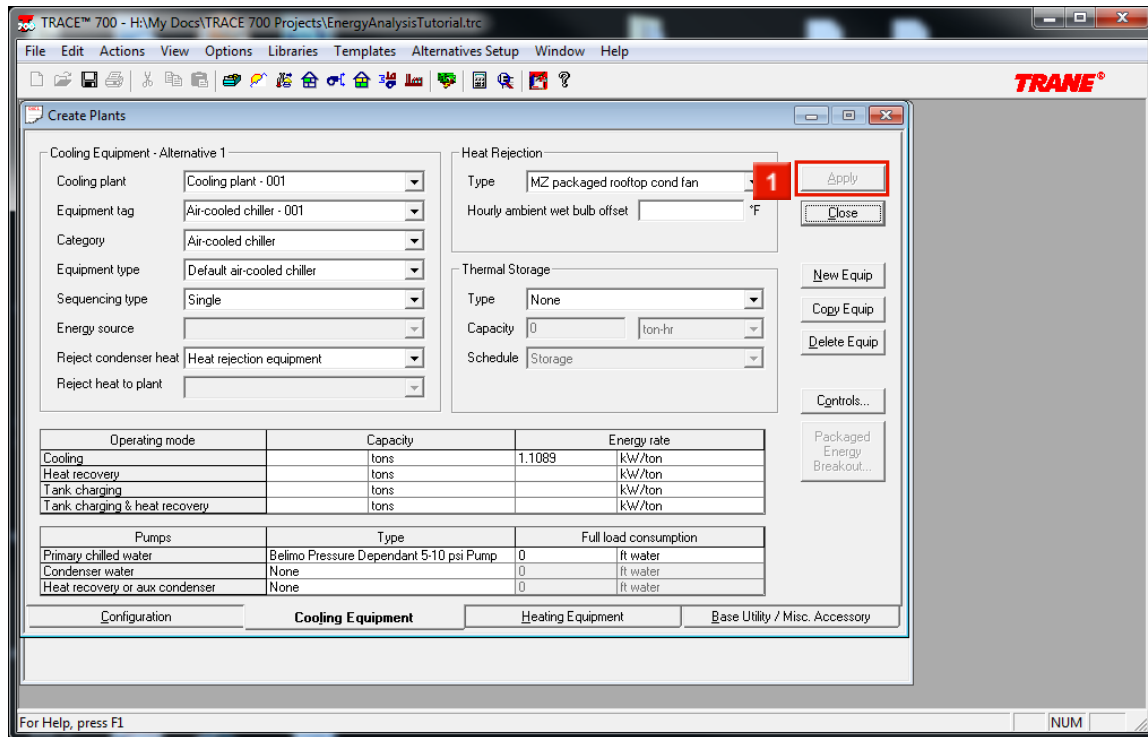 TRACE™ 700 - H:\My Docs\TRACE 700 Projects\EnergyAnalysisTutorial.trc
File Edit Actions View Options Libraries Templates Alternatives Setup Window Help
TRANE®
Create Plants
Cooling Equipment - Alternative 1
Cooling plant Cooling plant - 001
Equipment tag Air-cooled chiller - 001
Category Air-cooled chiller
Equipment type Default air-cooled chiller
Sequencing type Single
Energy source
Reject condenser heat Heat rejection equipment
Reject heat to plant
Heat Rejection
Type MZ packaged rooftop cond fan
Hourly ambient wet bulb offset °F
Thermal Storage
Type None
Capacity 0 ton-hr
Schedule Storage
1
Apply
Close
New Equip
Copy Equip
Delete Equip
Controls...
Packaged
Energy
Breakout...
Operating mode Capacity Energy rate
Cooling tons 1.1089 kW/ton
Heat recovery tons kW/ton
Tank charging tons kW/ton
Tank charging & heat recovery tons kW/ton
Pumps Type Full load consumption
Primary chilled water Belimo Pressure Dependant 5-10 psi Pump 0 ft water
Condenser water None 0 ft water
Heat recovery or aux condenser None 0 ft water
Configuration Cooling Equipment Heating Equipment Base Utility / Misc. Accessory
For Help, press F1 NUM